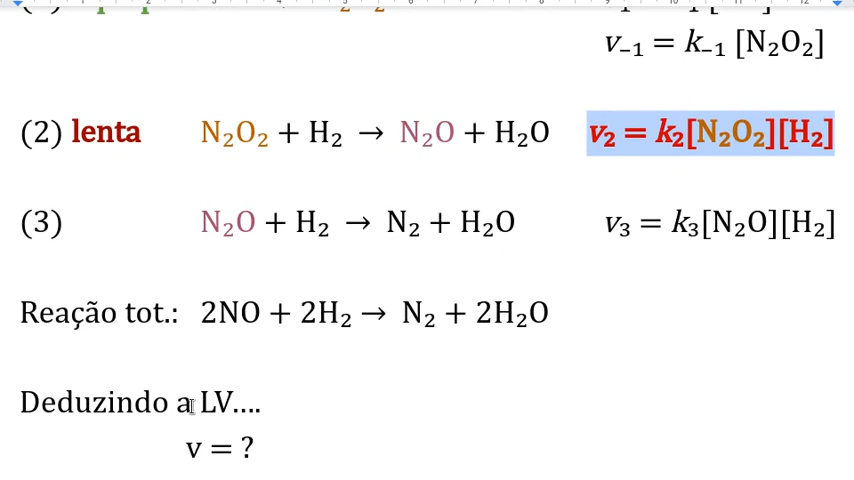 v₋₁ = k₋₁ [N₂O₂]
(2) lenta N₂O₂ + H₂ → N₂O + H₂O v₂ = k₂[N₂O₂][H₂]
(3) N₂O + H₂ → N₂ + H₂O v₃ = k₃[N₂O][H₂]
Reação tot.: 2NO + 2H₂ → N₂ + 2H₂O
Deduzindo a LV....
v = ?